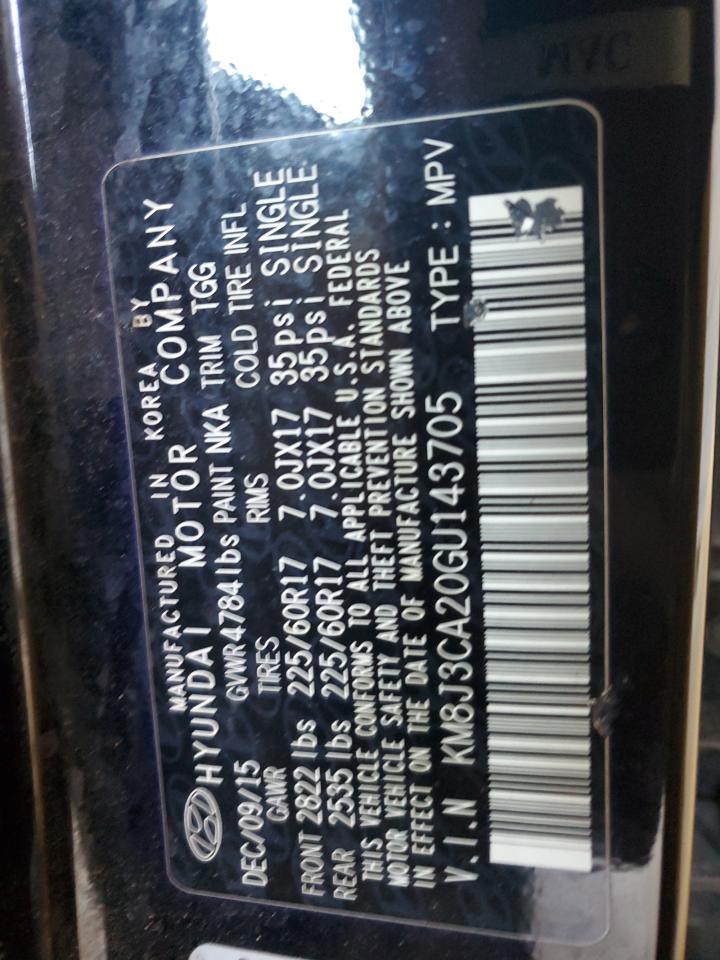 MANUFACTURED IN KOREA BY
HYUNDAI MOTOR COMPANY
DEC/09/15 GVWR 4784lbs PAINT NKA TRIM TGG
GAWR TIRES RIMS COLD TIRE INFL
FRONT 2822 lbs 225/60R17 7.0JX17 35psi SINGLE
REAR 2535 lbs 225/60R17 7.0JX17 35psi SINGLE
THIS VEHICLE CONFORMS TO ALL APPLICABLE U.S.A. FEDERAL
MOTOR VEHICLE SAFETY AND THEFT PREVENTION STANDARDS
IN EFFECT ON THE DATE OF MANUFACTURE SHOWN ABOVE
V.I.N KM8J3CA20GU143705 TYPE : MPV